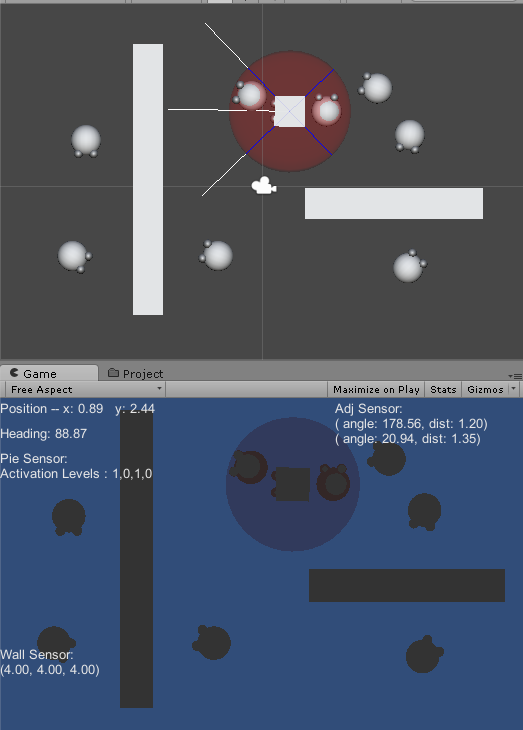 Game
Project
Free Aspect
Maximize on Play
Stats
Gizmos
Position -- x: 0.89 y: 2.44
Heading: 88.87
Pie Sensor:
Activation Levels : 1,0,1,0
Adj Sensor:
( angle: 178.56, dist: 1.20)
( angle: 20.94, dist: 1.35)
Wall Sensor:
(4.00, 4.00, 4.00)